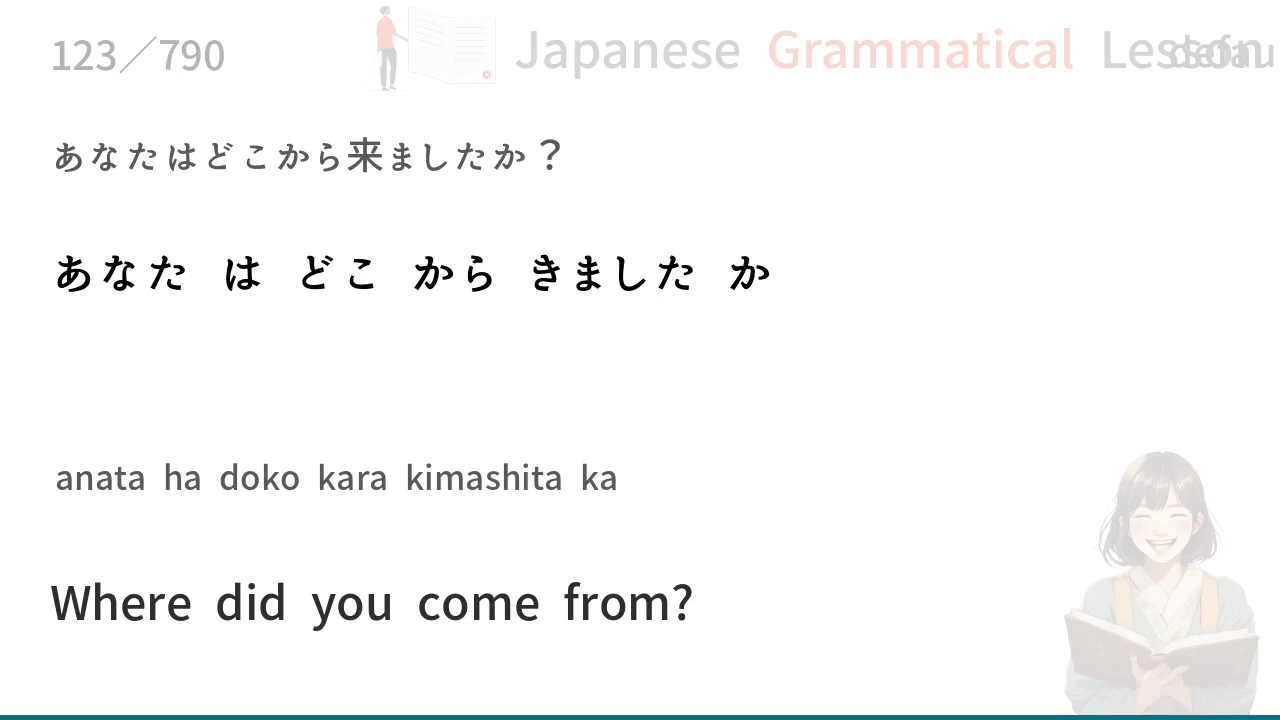 123／790
Japanese Grammatical Lesson
あなたはどこから来ましたか？
あなた は どこ から きました か
anata ha doko kara kimashita ka
Where did you come from?